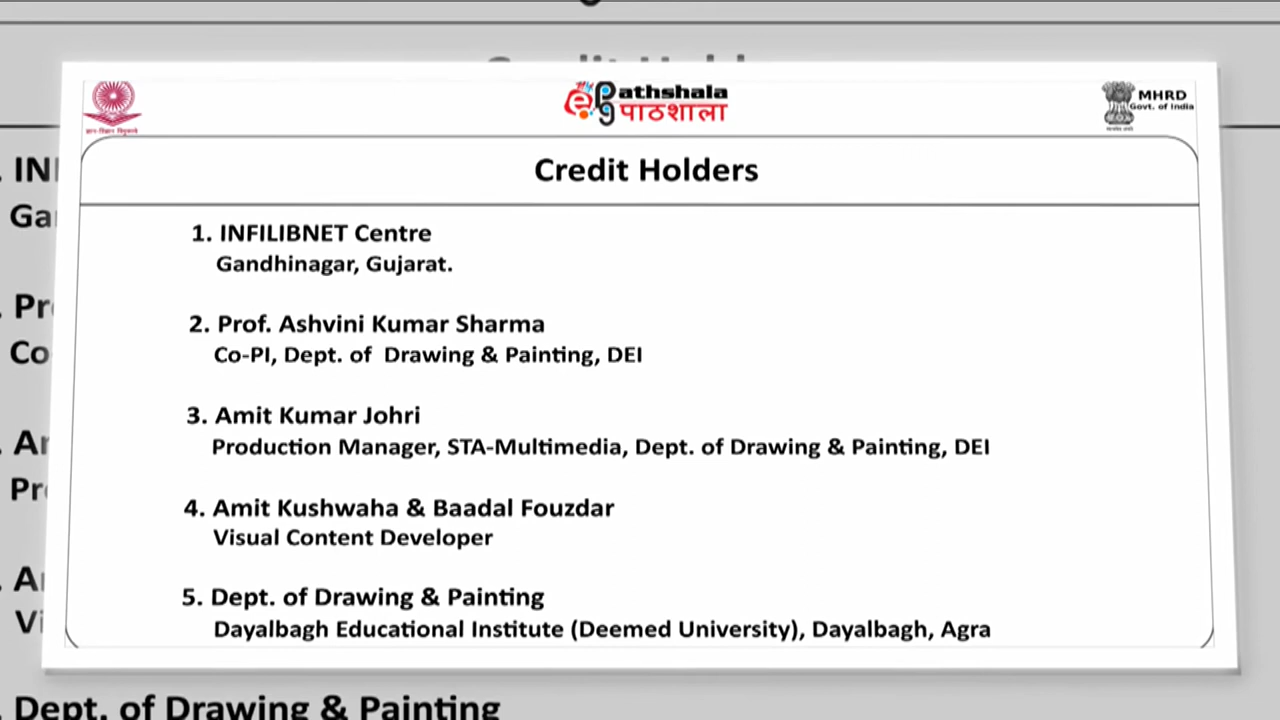 ज्ञान-विज्ञान विमुक्तये
ePathshala
पाठशाला
MHRD
Govt. of India
Credit Holders
1. INFILIBNET Centre
Gandhinagar, Gujarat.
2. Prof. Ashvini Kumar Sharma
Co-PI, Dept. of Drawing & Painting, DEI
3. Amit Kumar Johri
Production Manager, STA-Multimedia, Dept. of Drawing & Painting, DEI
4. Amit Kushwaha & Baadal Fouzdar
Visual Content Developer
5. Dept. of Drawing & Painting
Dayalbagh Educational Institute (Deemed University), Dayalbagh, Agra
. Dept. of Drawing & Painting